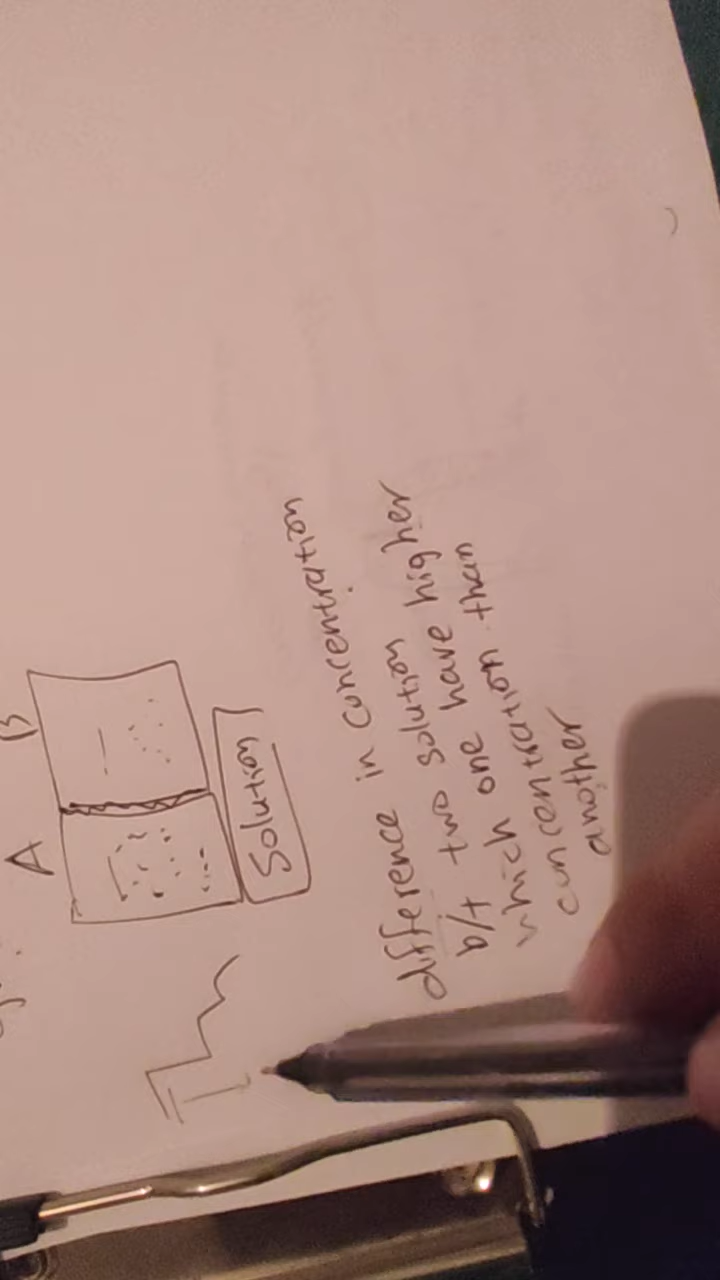 A B
Solution
difference in concentration
b/t two solution
which one have higher
concentration than
another